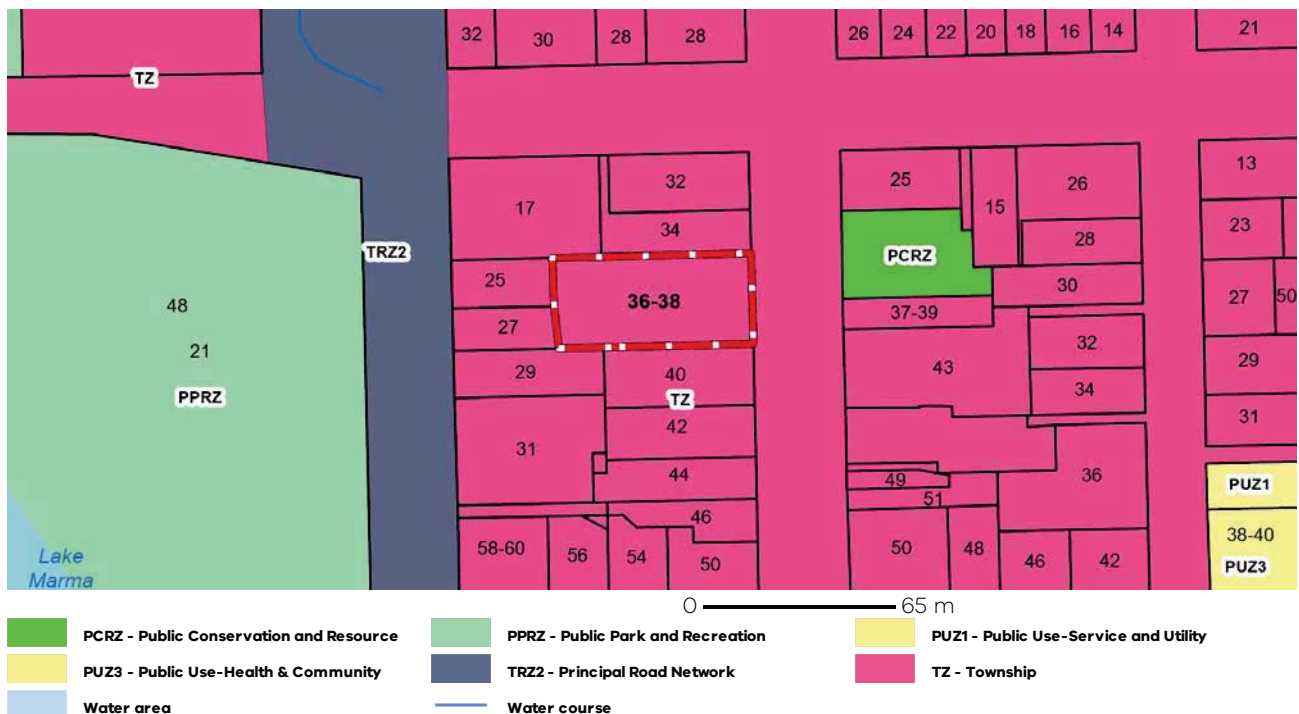 32 30 28 28 26 24 22 20 18 16 14 21
TZ
17 32 25 15 26 13
34 23
TRZ2 PCRZ 28
25 36-38 30 27 50
48 27 37-39
21 29 40 43 32 29
PPRZ TZ 34
42 31
31 44 49 36 PUZ1
51
46
58-60 56 54 50 50 48 46 42 38-40
Lake PUZ3
Marma
0 65 m
PCRZ - Public Conservation and Resource PPRZ - Public Park and Recreation PUZ1 - Public Use-Service and Utility
PUZ3 - Public Use-Health & Community TRZ2 - Principal Road Network TZ - Township
Water area Water course